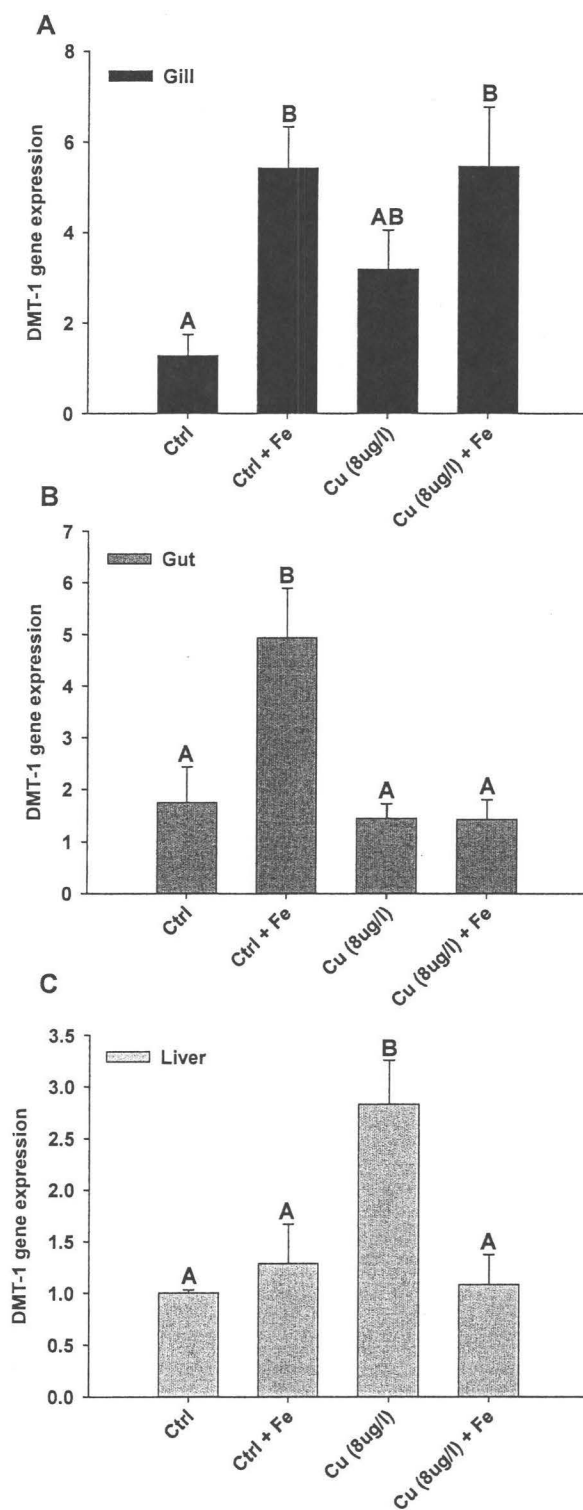 A
8
6
4
2
0
DMT-1 gene expression
Gill
A
B
AB
B
Ctrl
Ctrl + Fe
Cu (8ug/l)
Cu (8ug/l) + Fe
B
7
6
5
4
3
2
1
0
DMT-1 gene expression
Gut
A
B
A
A
Ctrl
Ctrl + Fe
Cu (8ug/l)
Cu (8ug/l) + Fe
C
3.5
3.0
2.5
2.0
1.5
1.0
0.5
0.0
DMT-1 gene expression
Liver
A
A
B
A
Ctrl
Ctrl + Fe
Cu (8ug/l)
Cu (8ug/l) + Fe